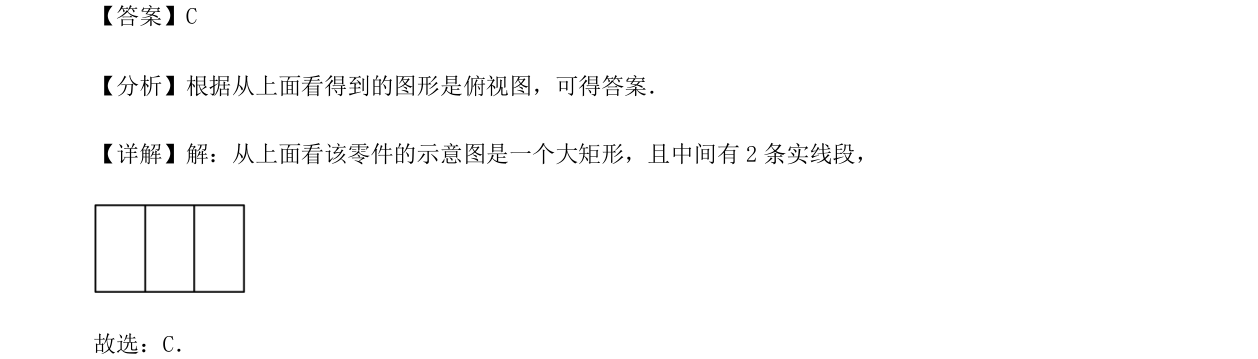 【答案】C
【分析】根据从上面看得到的图形是俯视图，可得答案．
【详解】解：从上面看该零件的示意图是一个大矩形，且中间有 2 条实线段，
故选：C．